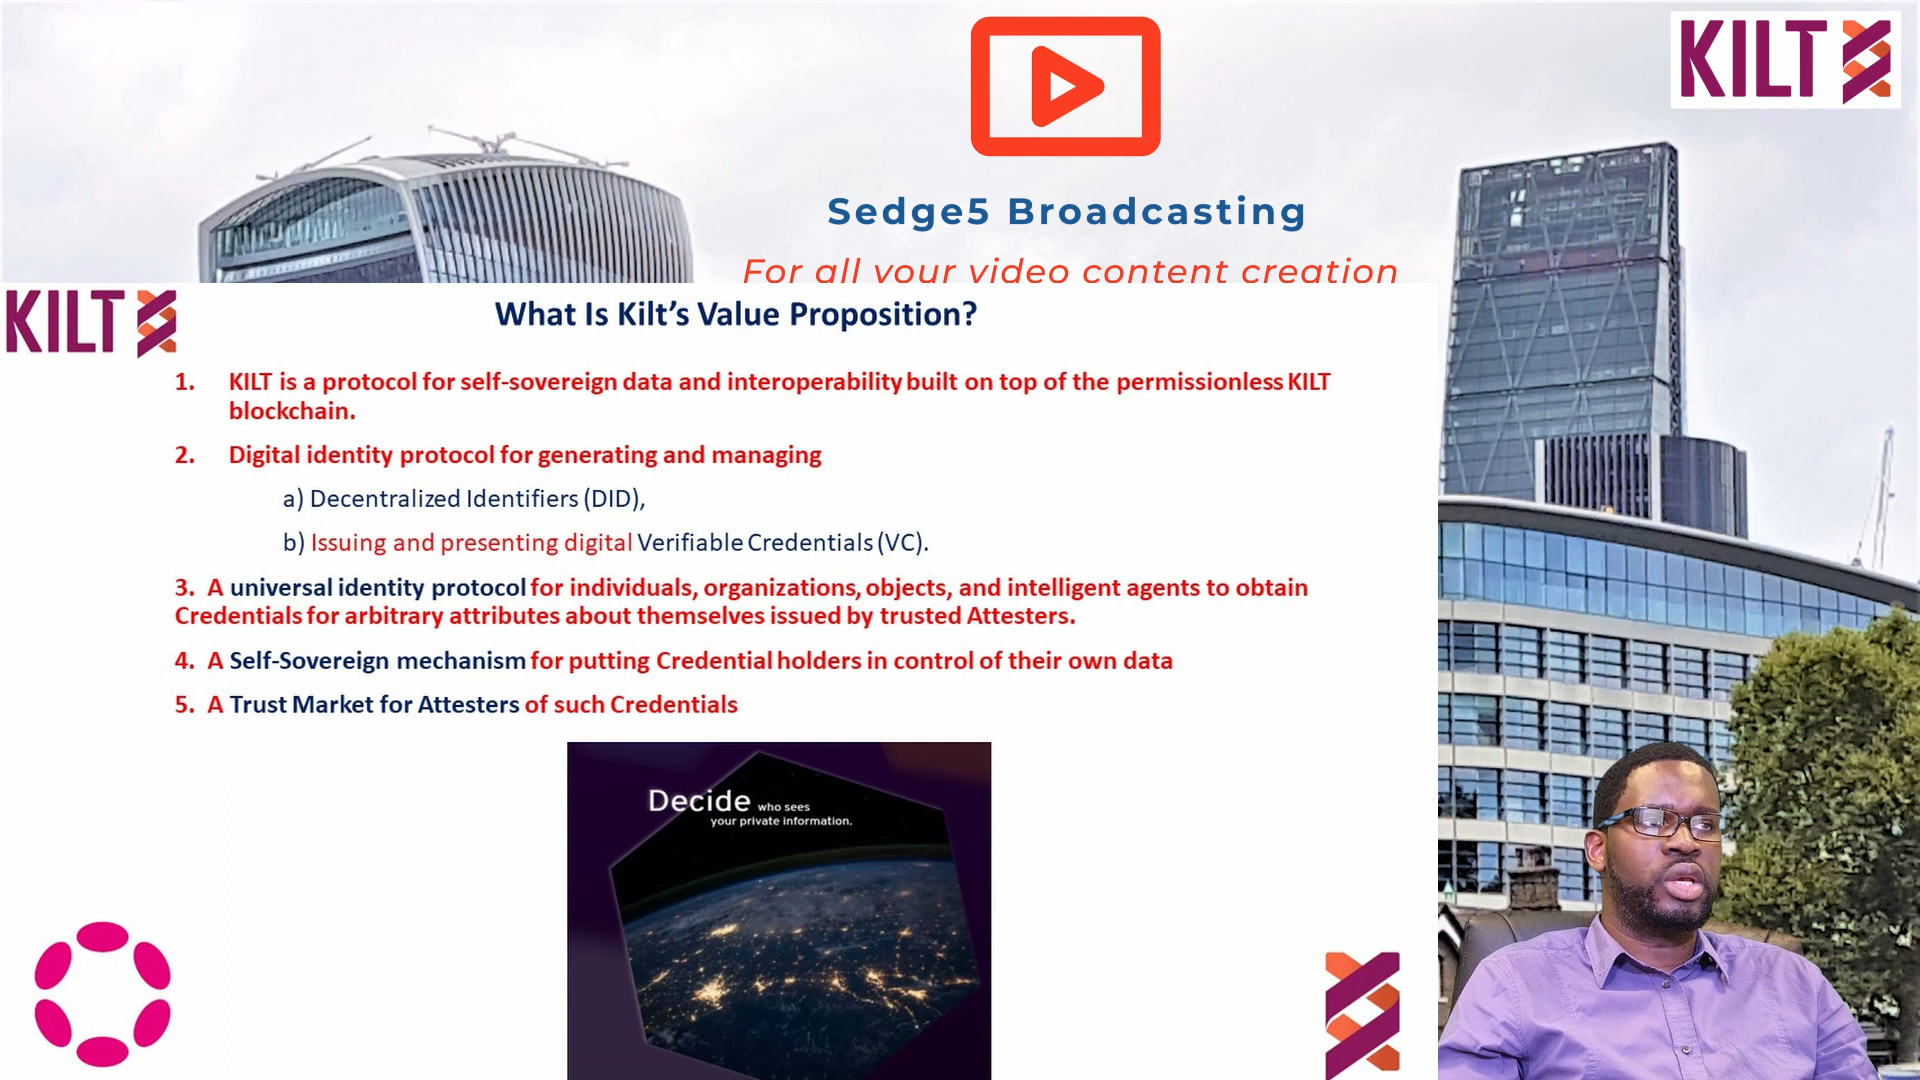 KILT
Sedge5 Broadcasting
For all your video content creation
KILT
What Is Kilt’s Value Proposition?
1. KILT is a protocol for self-sovereign data and interoperability built on top of the permissionless KILT
blockchain.
2. Digital identity protocol for generating and managing
a) Decentralized Identifiers (DID),
b) Issuing and presenting digital Verifiable Credentials (VC).
3. A universal identity protocol for individuals, organizations, objects, and intelligent agents to obtain
Credentials for arbitrary attributes about themselves issued by trusted Attesters.
4. A Self-Sovereign mechanism for putting Credential holders in control of their own data
5. A Trust Market for Attesters of such Credentials
Decide who sees
your private information.